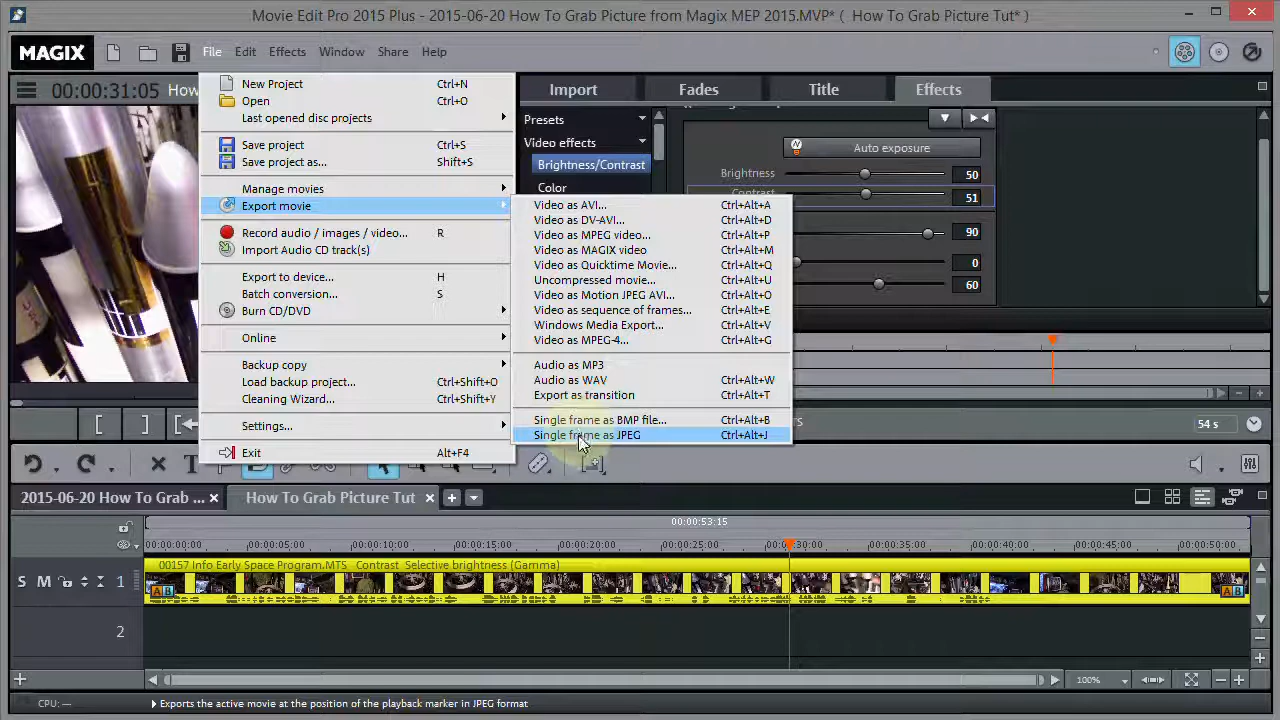 Movie Edit Pro 2015 Plus - 2015-06-20 How To Grab Picture from Magix MEP 2015.MVP* ( How To Grab Picture Tut* )
MAGIX
File Edit Effects Window Share Help
00:00:31:05 How
New Project Ctrl+N
Open Ctrl+O
Last opened disc projects
Save project Ctrl+S
Save project as... Shift+S
Manage movies
Export movie
Record audio / images / video... R
Import Audio CD track(s)
Export to device... H
Batch conversion... S
Burn CD/DVD
Online
Backup copy
Load backup project... Ctrl+Shift+O
Cleaning Wizard... Ctrl+Shift+Y
Settings...
Exit Alt+F4
Video as AVI... Ctrl+Alt+A
Video as DV-AVI... Ctrl+Alt+D
Video as MPEG video... Ctrl+Alt+P
Video as MAGIX video Ctrl+Alt+M
Video as Quicktime Movie... Ctrl+Alt+Q
Uncompressed movie... Ctrl+Alt+U
Video as Motion JPEG AVI... Ctrl+Alt+O
Video as sequence of frames... Ctrl+Alt+E
Windows Media Export... Ctrl+Alt+V
Video as MPEG-4... Ctrl+Alt+G
Audio as MP3
Audio as WAV Ctrl+Alt+W
Export as transition Ctrl+Alt+T
Single frame as BMP file... Ctrl+Alt+B
Single frame as JPEG Ctrl+Alt+J
Import Fades Title Effects
Presets
Video effects
Brightness/Contrast
Color
Auto exposure
Brightness 50
Contrast 51
90
0
60
USA
54 s
2015-06-20 How To Grab ... How To Grab Picture Tut
00:00:53:15
00:00:00:00 00:00:05:00 00:00:10:00 00:00:15:00 00:00:20:00 00:00:25:00 00:00:30:00 00:00:35:00 00:00:40:00 00:00:45:00 00:00:50:00
00157 Info Early Space Program.MTS Contrast Selective brightness (Gamma)
S M 1
A B
A B
2
100%
CPU: — Exports the active movie at the position of the playback marker in JPEG format